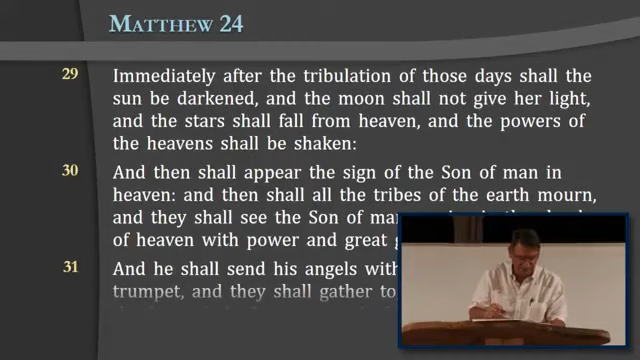 MATTHEW 24
29 Immediately after the tribulation of those days shall the
sun be darkened, and the moon shall not give her light,
and the stars shall fall from heaven, and the powers of
the heavens shall be shaken:
30 And then shall appear the sign of the Son of man in
heaven: and then shall all the tribes of the earth mourn,
and they shall see the Son of man
of heaven with power and great
31 And he shall send his angels with
trumpet, and they shall gather